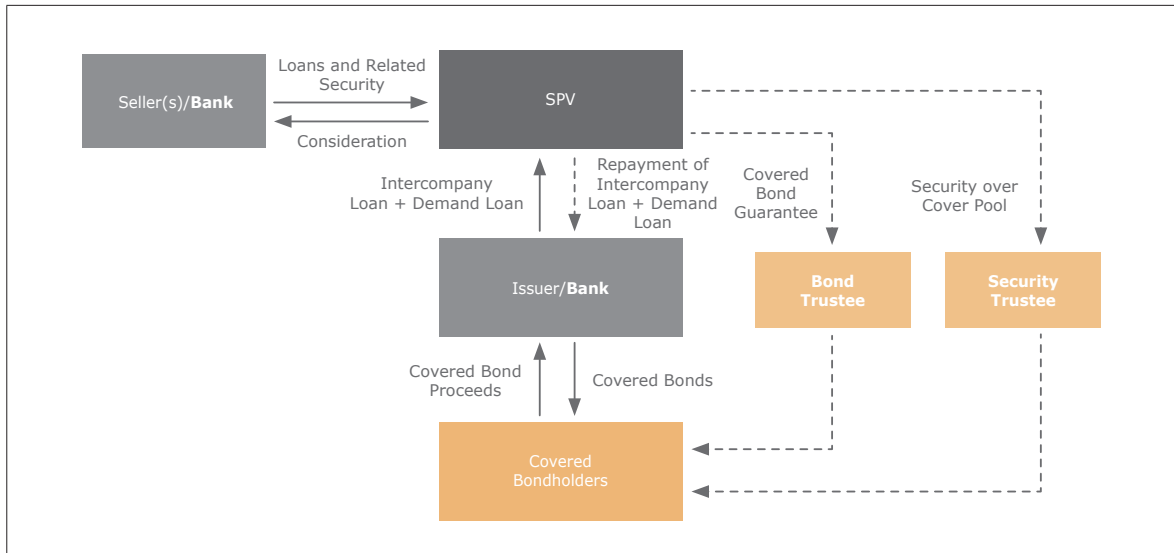 Loans and Related
Security
Seller(s)/Bank
SPV
Consideration
Intercompany
Loan + Demand Loan
Repayment of
Intercompany
Loan + Demand
Loan
Covered
Bond
Guarantee
Security over
Cover Pool
Issuer/Bank
Bond
Trustee
Security
Trustee
Covered Bond
Proceeds
Covered Bonds
Covered
Bondholders